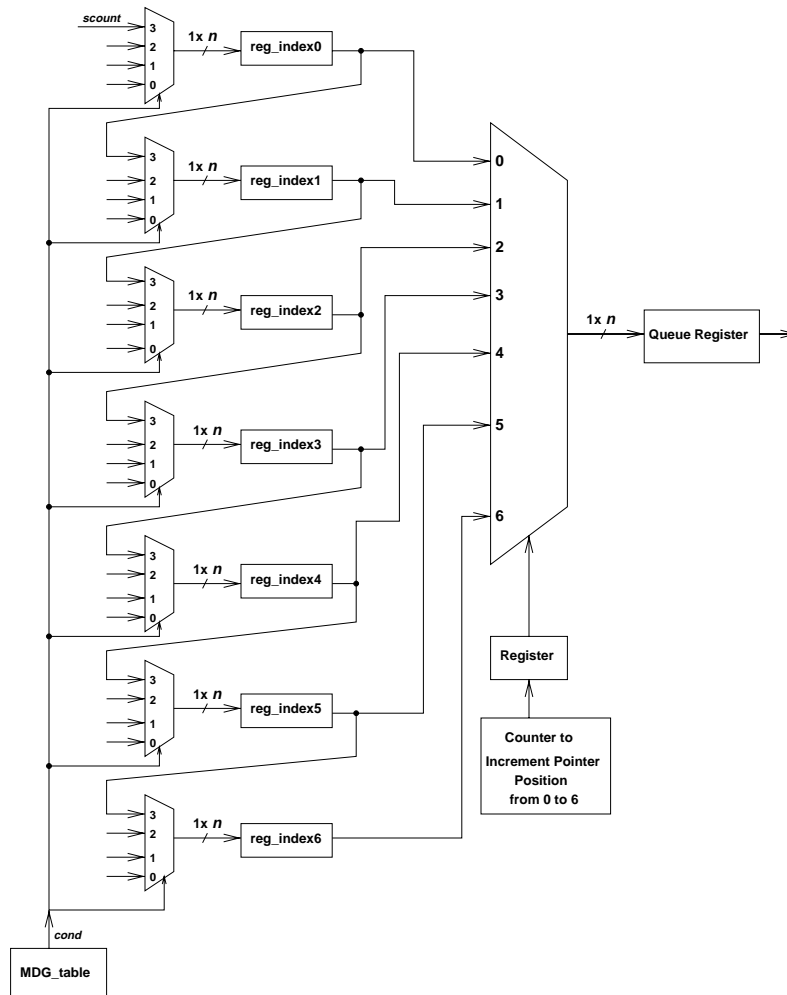 scount
3
2
1
0
1x n
reg_index0
3
2
1
0
1x n
reg_index1
3
2
1
0
1x n
reg_index2
3
2
1
0
1x n
reg_index3
3
2
1
0
1x n
reg_index4
3
2
1
0
1x n
reg_index5
3
2
1
0
1x n
reg_index6
0
1
2
3
4
5
6
1x n
Queue Register
Register
Counter to
Increment Pointer
Position
from 0 to 6
cond
MDG_table